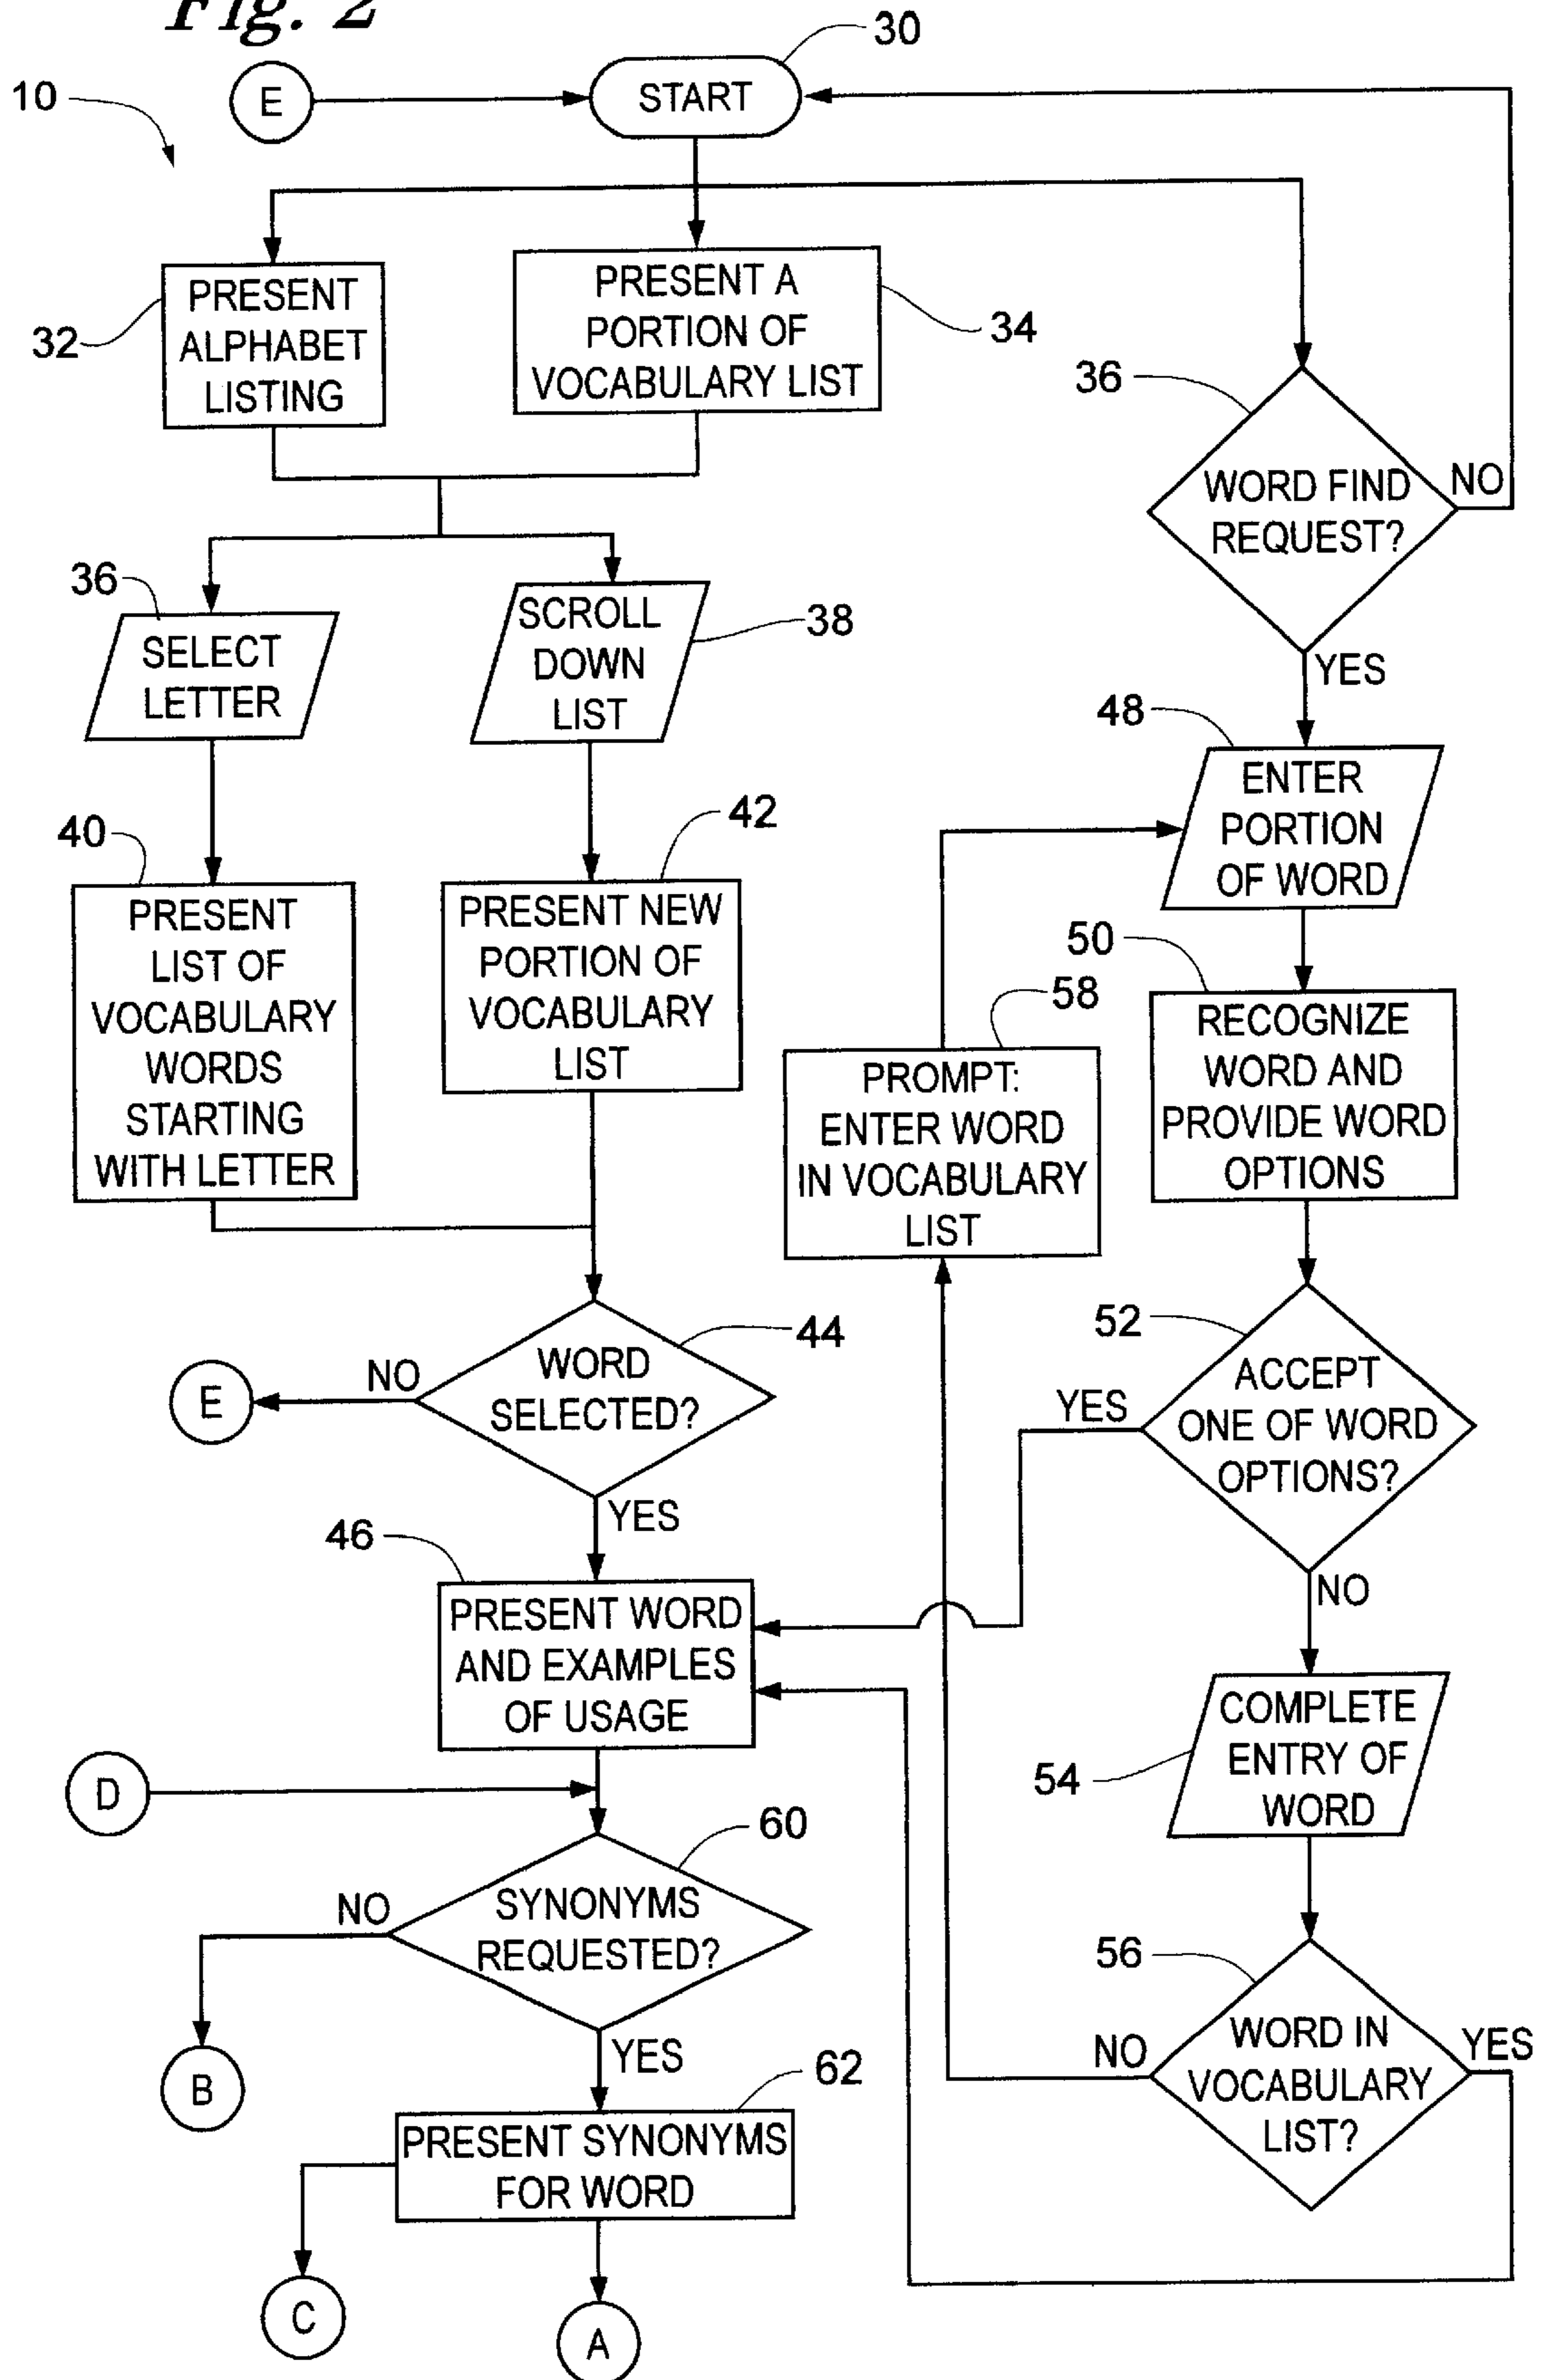 Fig. 2
30
10
E
START
PRESENT
ALPHABET
LISTING
32
PRESENT A
PORTION OF
VOCABULARY LIST
34
36
WORD FIND
REQUEST?
NO
YES
36
SELECT
LETTER
SCROLL
DOWN
LIST
38
48
ENTER
PORTION
OF WORD
40
PRESENT
LIST OF
VOCABULARY
WORDS
STARTING
WITH LETTER
42
PRESENT NEW
PORTION OF
VOCABULARY
LIST
50
RECOGNIZE
WORD AND
PROVIDE WORD
OPTIONS
58
PROMPT:
ENTER WORD
IN VOCABULARY
LIST
44
WORD
SELECTED?
NO
E
YES
52
ACCEPT
ONE OF WORD
OPTIONS?
YES
NO
46
PRESENT WORD
AND EXAMPLES
OF USAGE
54
COMPLETE
ENTRY OF
WORD
D
60
SYNONYMS
REQUESTED?
NO
B
YES
56
WORD IN
VOCABULARY
LIST?
NO
YES
62
PRESENT SYNONYMS
FOR WORD
C
A